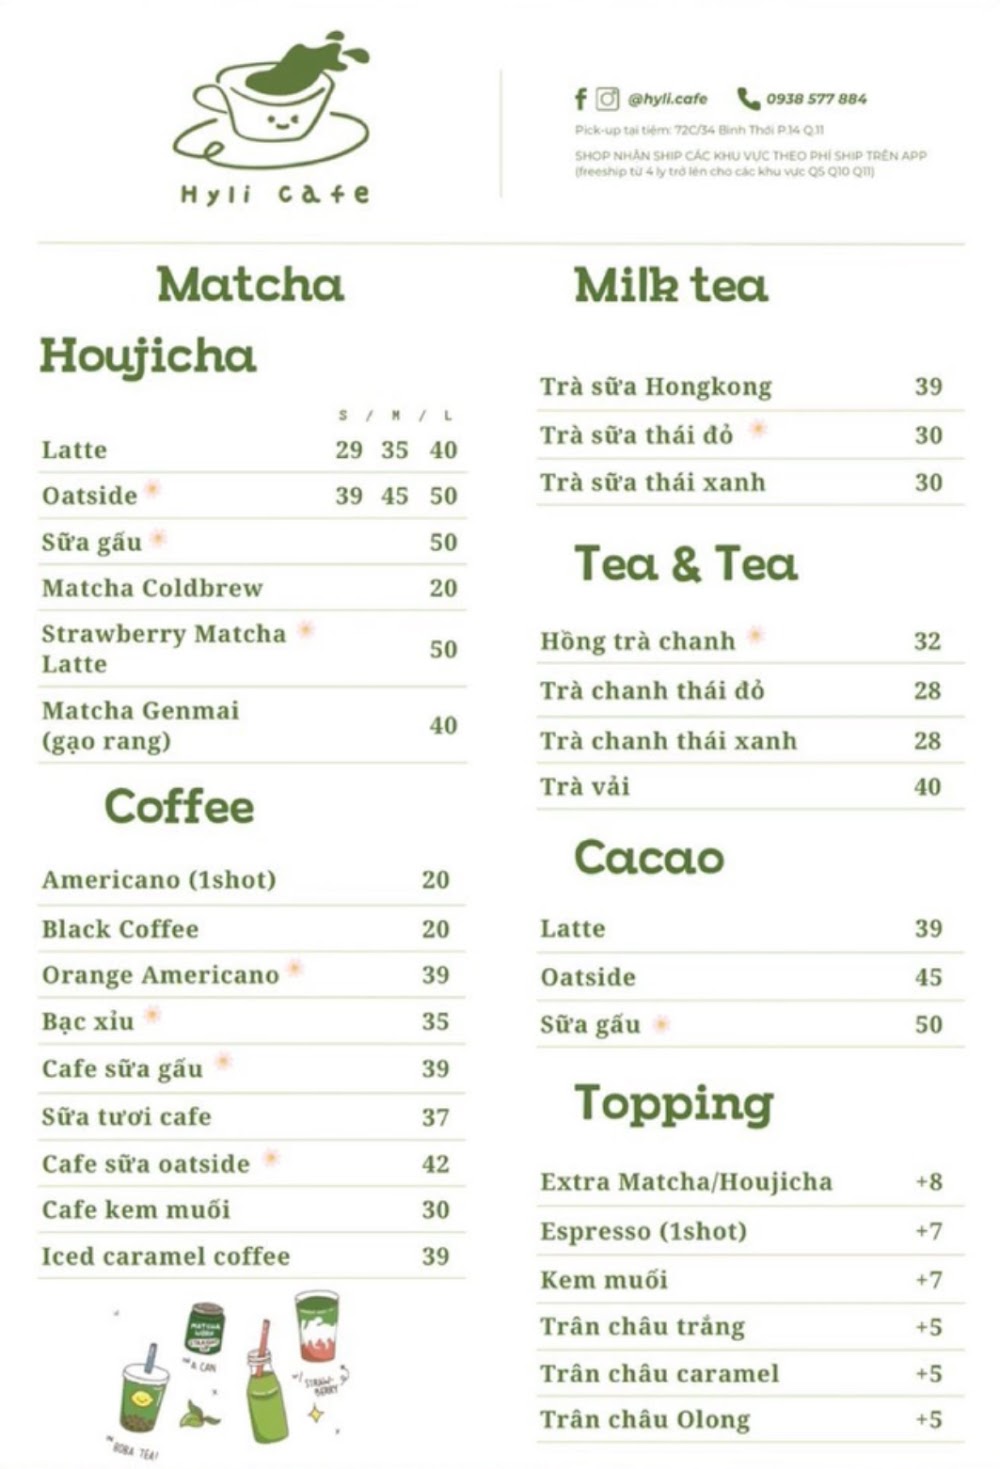 Hyli cafe
@hyli.cafe 0938 577 884
Pick-up tại tiệm: 72C/34 Bình Thới P.14 Q.11
SHOP NHẬN SHIP CÁC KHU VỰC THEO PHÍ SHIP TRÊN APP
(freeship từ 4 ly trở lên cho các khu vực Q5 Q10 Q11)
Matcha
Houjicha
S / M / L
Latte 29 35 40
Oatside 39 45 50
Sữa gấu 50
Matcha Coldbrew 20
Strawberry Matcha
Latte 50
Matcha Genmai
(gạo rang) 40
Coffee
Americano (1shot) 20
Black Coffee 20
Orange Americano 39
Bạc xỉu 35
Cafe sữa gấu 39
Sữa tươi cafe 37
Cafe sữa oatside 42
Cafe kem muối 30
Iced caramel coffee 39
MATCHA
A CAN
STRAW-
BERRY
BOBA TEA!
Milk tea
Trà sữa Hongkong 39
Trà sữa thái đỏ 30
Trà sữa thái xanh 30
Tea & Tea
Hồng trà chanh 32
Trà chanh thái đỏ 28
Trà chanh thái xanh 28
Trà vải 40
Cacao
Latte 39
Oatside 45
Sữa gấu 50
Topping
Extra Matcha/Houjicha +8
Espresso (1shot) +7
Kem muối +7
Trân châu trắng +5
Trân châu caramel +5
Trân châu Olong +5